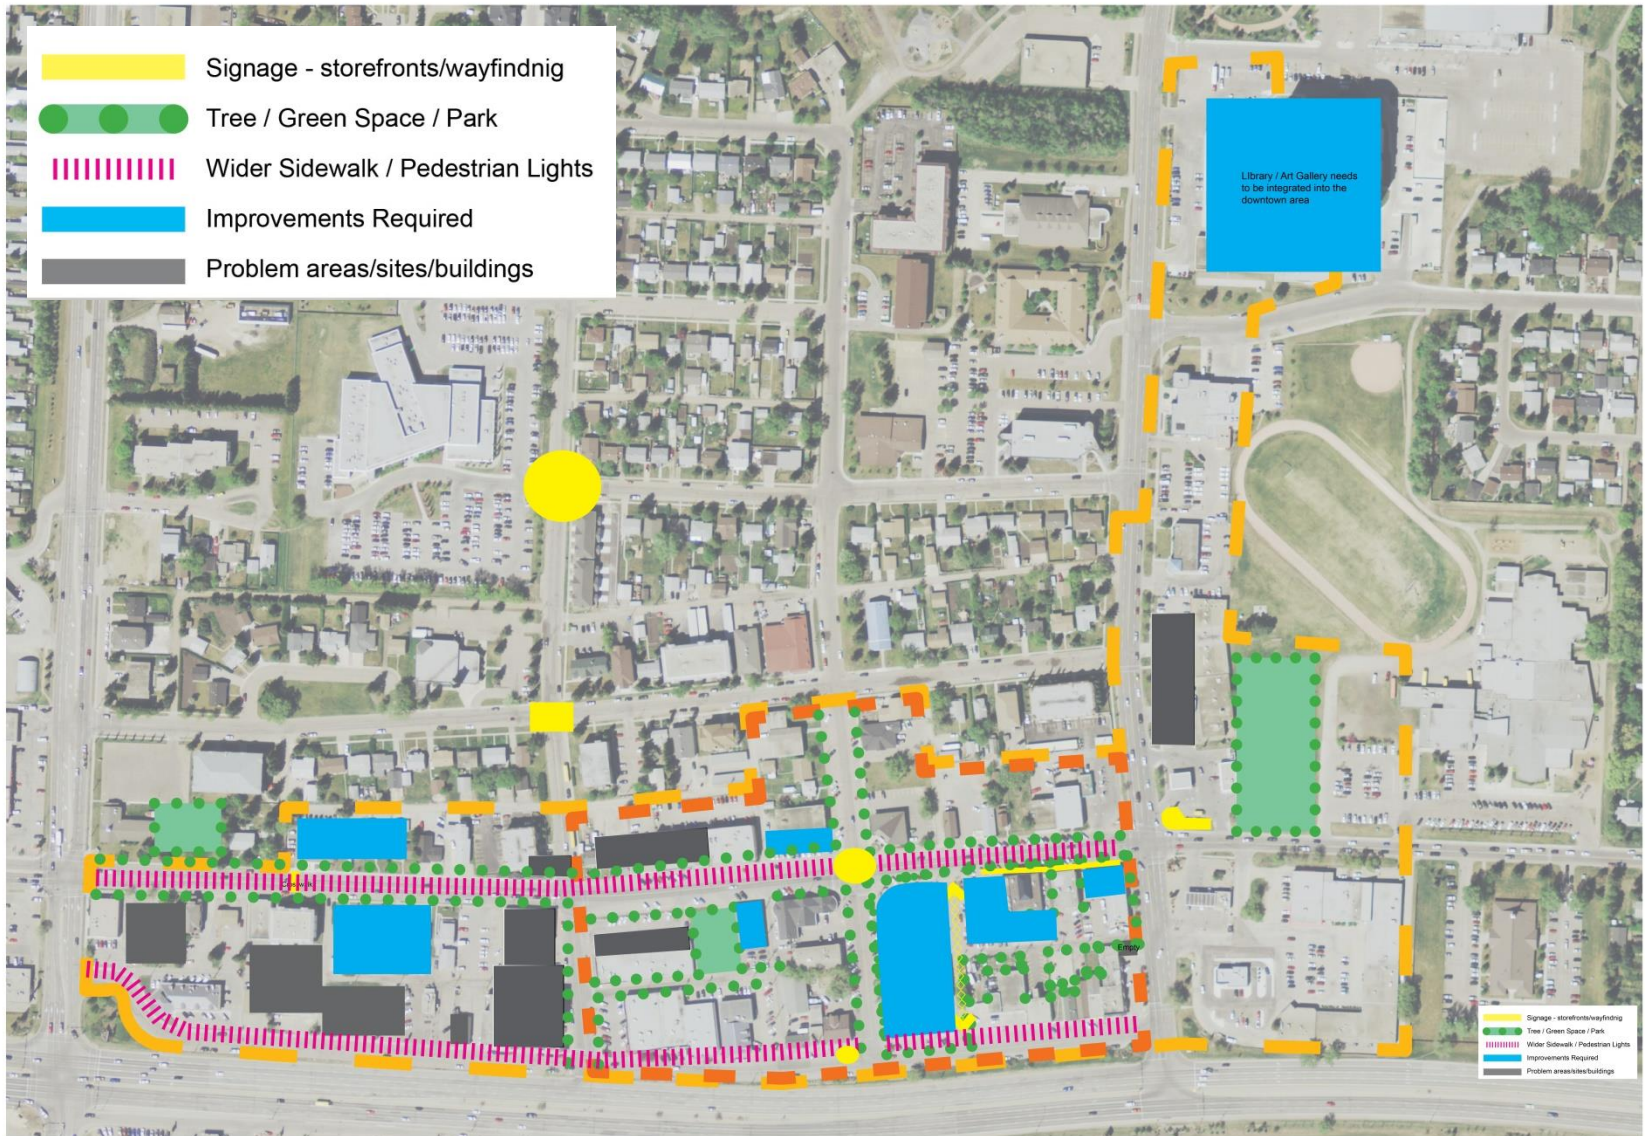 Signage - storefronts/wayfindnig
Tree / Green Space / Park
Wider Sidewalk / Pedestrian Lights
Improvements Required
Problem areas/sites/buildings
LIbrary / Art Gallery needs
to be integrated into the
downtown area
Crosswalk
Empty
Signage - storefronts/wayfindnig
Tree / Green Space / Park
Wider Sidewalk / Pedestrian Lights
Improvements Required
Problem areas/sites/buildings